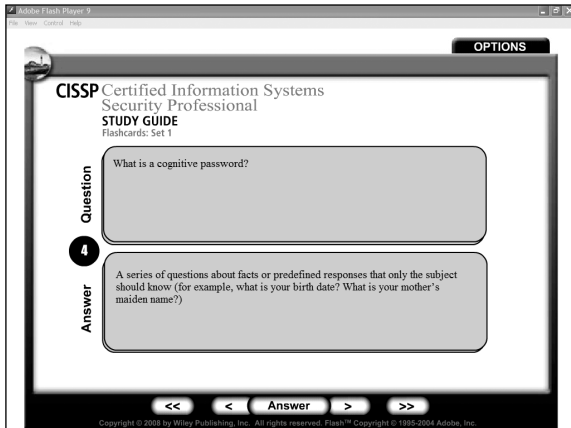 Adobe Flash Player 9
File View Control Help
OPTIONS
CISSP Certified Information Systems
Security Professional
STUDY GUIDE
Flashcards: Set 1
Question
What is a cognitive password?
4
Answer
A series of questions about facts or predefined responses that only the subject
should know (for example, what is your birth date? What is your mother's
maiden name?)
<< < Answer > >>
Copyright © 2008 by Wiley Publishing, Inc. All rights reserved. Flash™ Copyright © 1995-2004 Adobe, Inc.